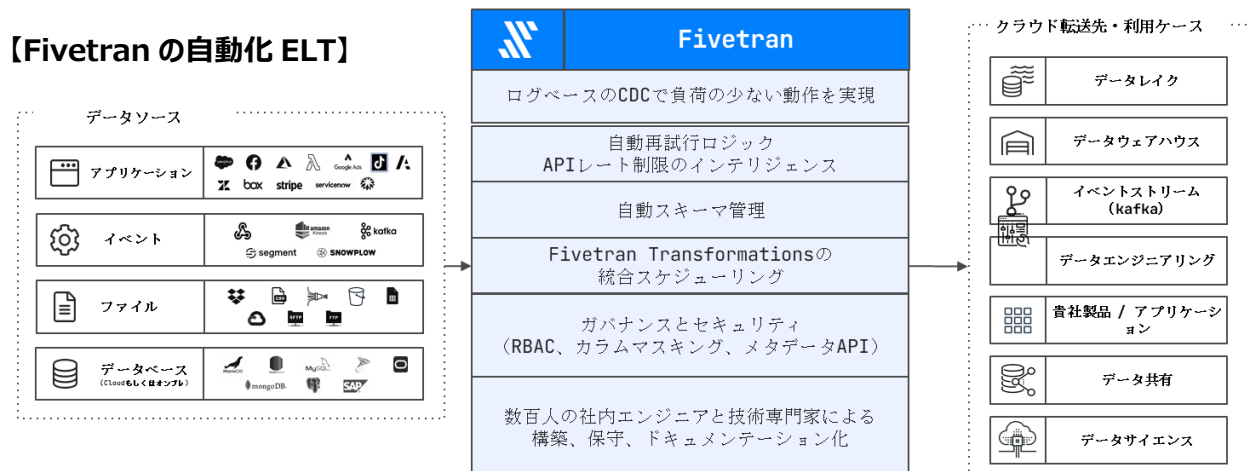 【Fivetran の自動化 ELT】
データソース
アプリケーション
Google Ads
box
stripe
servicenow
イベント
amazon
Kinesis
kafka
segment
SNOWPLOW
ファイル
CSV
SFTP
FTP
データベース
(Cloudもしくはオンプレ)
MariaDB
MySQL
mongoDB
SAP
Fivetran
ログベースのCDCで負荷の少ない動作を実現
自動再試行ロジック
APIレート制限のインテリジェンス
自動スキーマ管理
Fivetran Transformationsの
統合スケジューリング
ガバナンスとセキュリティ
(RBAC、カラムマスキング、メタデータAPI)
数百人の社内エンジニアと技術専門家による
構築、保守、ドキュメンテーション化
クラウド転送先・利用ケース
データレイク
データウェアハウス
イベントストリーム
(kafka)
データエンジニアリング
貴社製品 / アプリケーシ
ョン
データ共有
データサイエンス